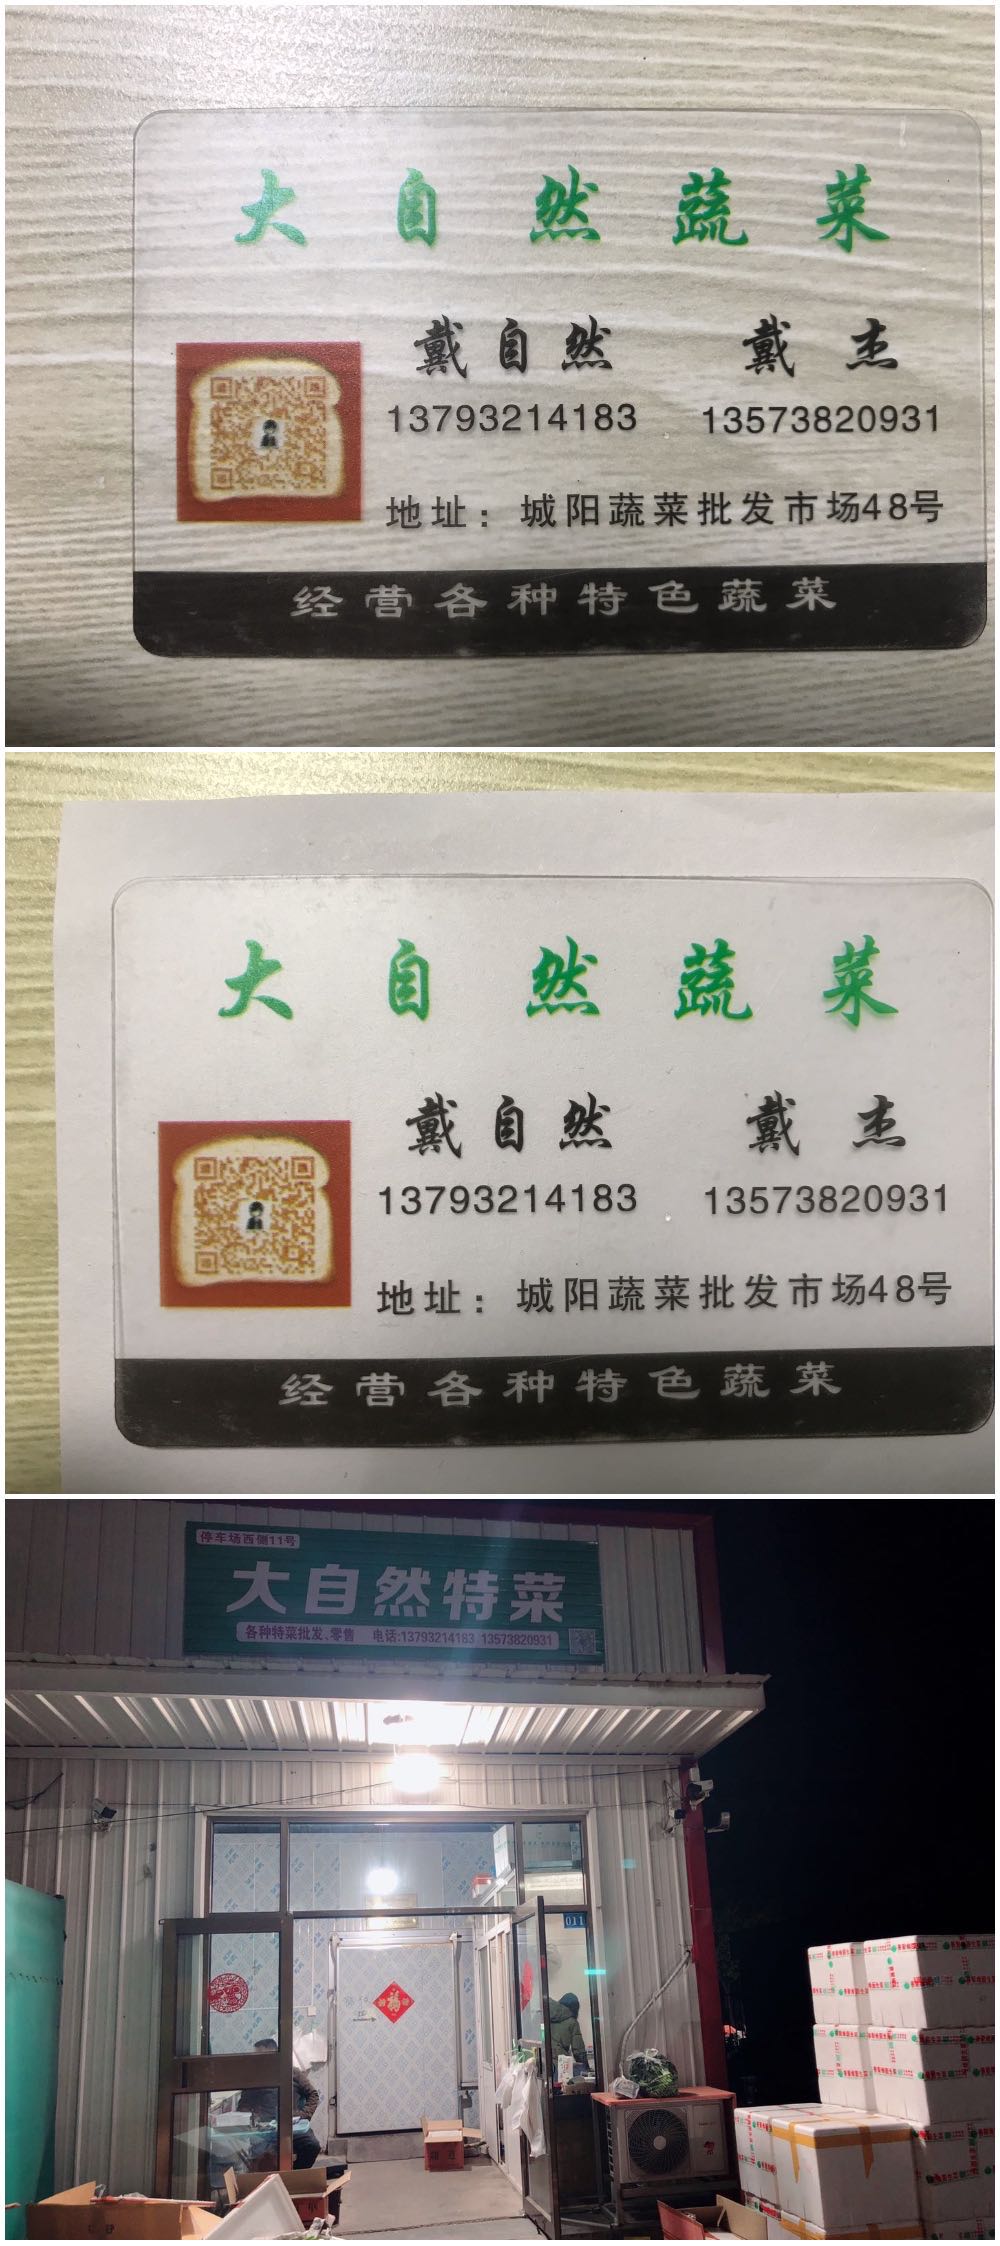 大自然蔬菜
戴自然 戴杰
13793214183 13573820931
地址：城阳蔬菜批发市场48号
经营各种特色蔬菜
大自然蔬菜
戴自然 戴杰
13793214183 13573820931
地址：城阳蔬菜批发市场48号
经营各种特色蔬菜
停车场西侧11号
大自然特菜
各种特菜批发、零售 电话:13793214183 13573820931
011
福